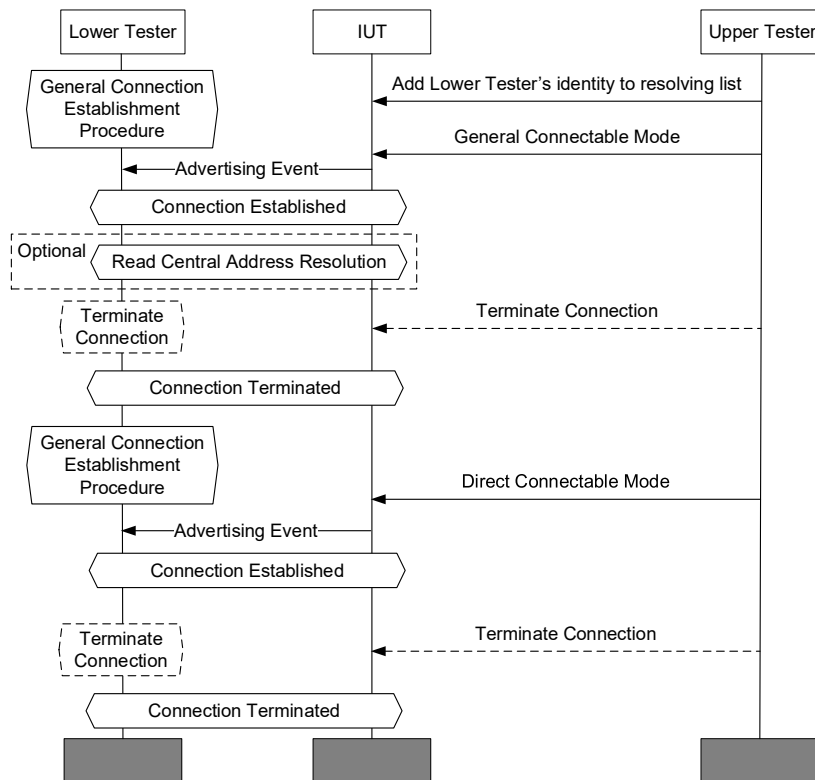 Lower Tester
IUT
Upper Tester
General Connection
Establishment
Procedure
Add Lower Tester's identity to resolving list
General Connectable Mode
Advertising Event
Connection Established
Optional
Read Central Address Resolution
Terminate
Connection
Terminate Connection
Connection Terminated
General Connection
Establishment
Procedure
Direct Connectable Mode
Advertising Event
Connection Established
Terminate
Connection
Terminate Connection
Connection Terminated